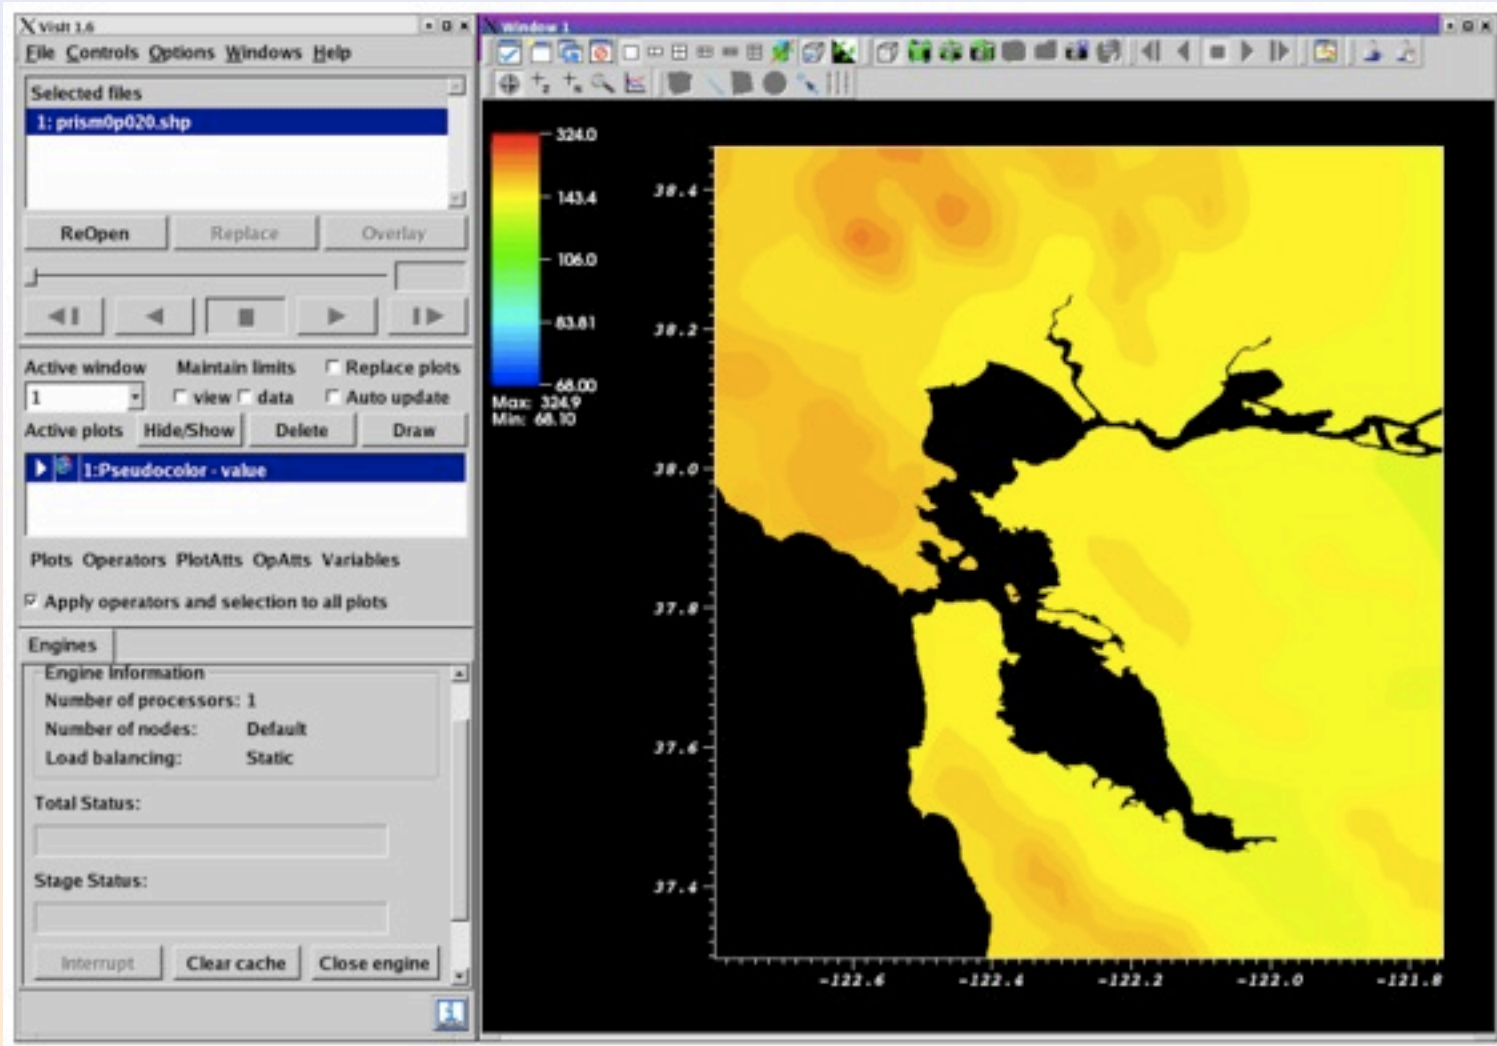 VisIt 1.6
File Controls Options Windows Help
Selected files
1: prism0p020.shp
ReOpen Replace Overlay
Active window Maintain limits Replace plots
1 view data Auto update
Active plots Hide/Show Delete Draw
1:Pseudocolor - value
Plots Operators PlotAtts OpAtts Variables
Apply operators and selection to all plots
Engines
Engine Information
Number of processors: 1
Number of nodes: Default
Load balancing: Static
Total Status:
Stage Status:
Interrupt Clear cache Close engine
Window 1
324.0
143.4
106.0
83.81
68.00
Max: 324.9
Min: 68.10
38.4
38.2
38.0
37.8
37.6
37.4
-122.6 -122.4 -122.2 -122.0 -121.8